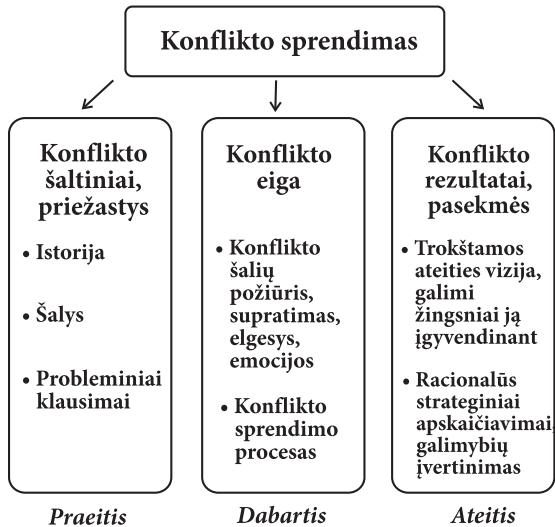 Konflikto sprendimas
Konflikto
šaltiniai,
priežastys
• Istorija
• Šalys
• Probleminiai
klausimai
Praeitis
Konflikto
eiga
• Konflikto
šalių
požiūris,
supratimas,
elgesys,
emocijos
• Konflikto
sprendimo
procesas
Dabartis
Konflikto
rezultatai,
pasekmės
• Trokštamos
ateities vizija,
galimi
žingsniai ją
įgyvendinant
• Racionalūs
strateginiai
apskaičiavimai,
galimybių
įvertinimas
Ateitis